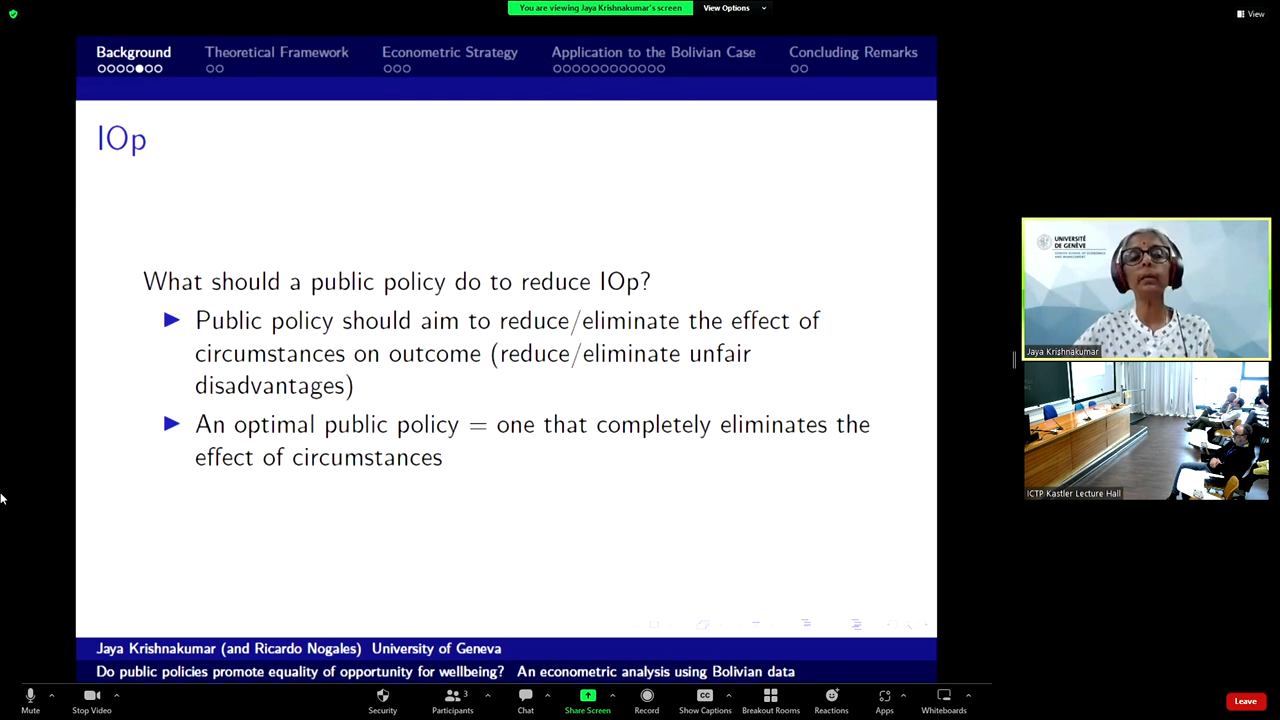 You are viewing Jaya Krishnakumar's screen
View Options
View
Background
Theoretical Framework
Econometric Strategy
Application to the Bolivian Case
Concluding Remarks
IOp
What should a public policy do to reduce IOp?
Public policy should aim to reduce/eliminate the effect of
circumstances on outcome (reduce/eliminate unfair
disadvantages)
An optimal public policy = one that completely eliminates the
effect of circumstances
Jaya Krishnakumar (and Ricardo Nogales) University of Geneva
Do public policies promote equality of opportunity for wellbeing? An econometric analysis using Bolivian data
UNIVERSITÉ
DE GENÈVE
Jaya Krishnakumar
ICTP Kastler Lecture Hall
Mute
Stop Video
Security
Participants
3
Chat
Share Screen
Record
CC
Show Captions
Breakout Rooms
Reactions
Apps
Whiteboards
Leave